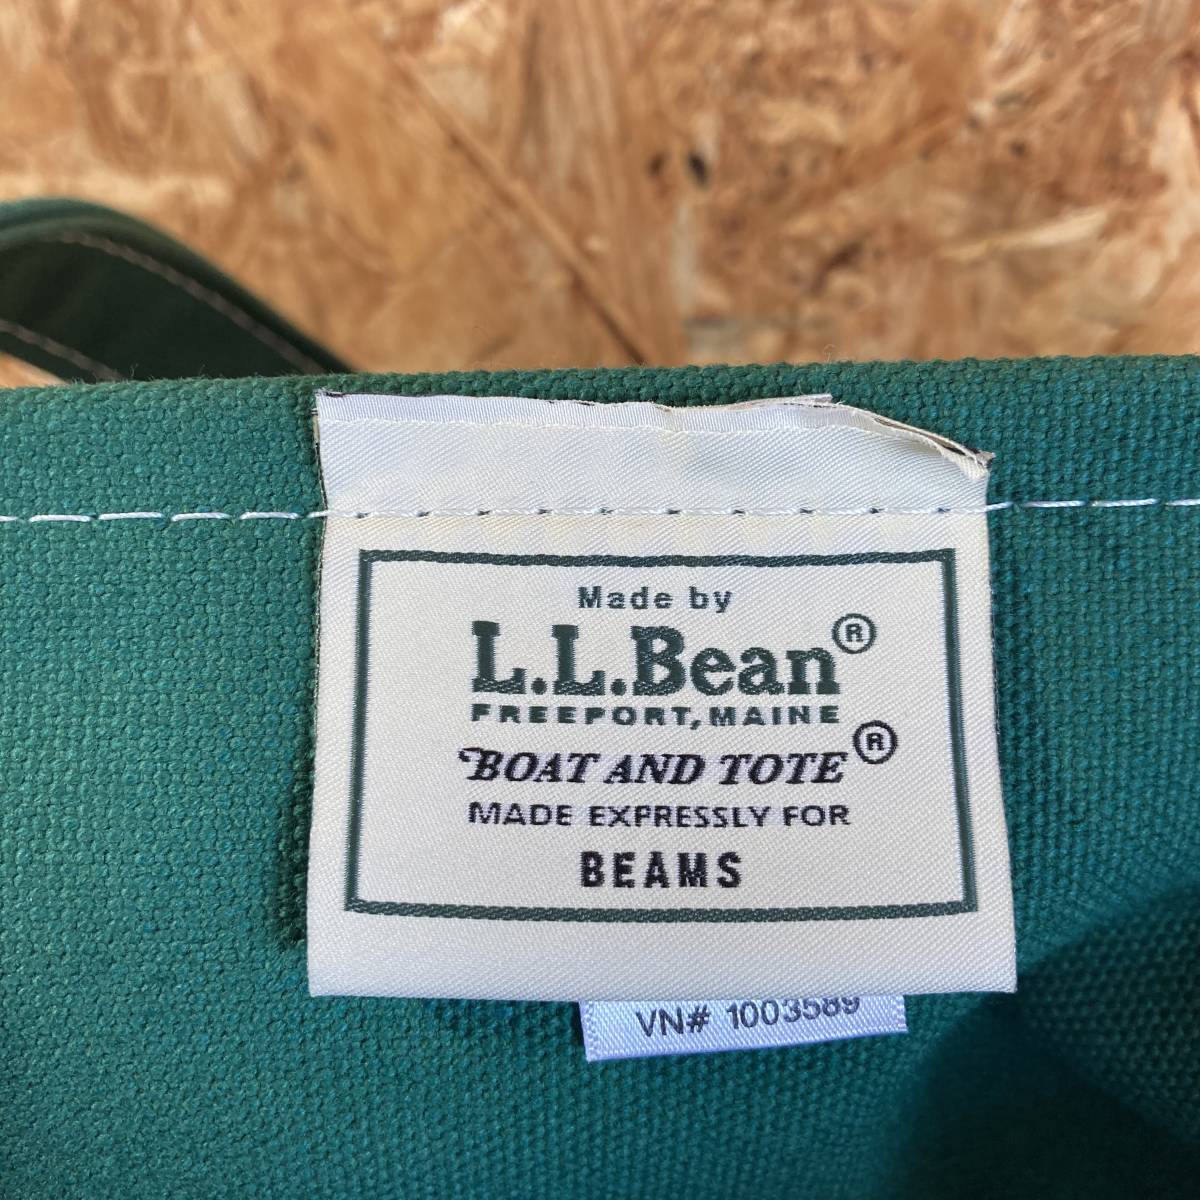 Made by
L.L.Bean®
FREEPORT, MAINE
BOAT AND TOTE®
MADE EXPRESSLY FOR
BEAMS
VN# 1003589